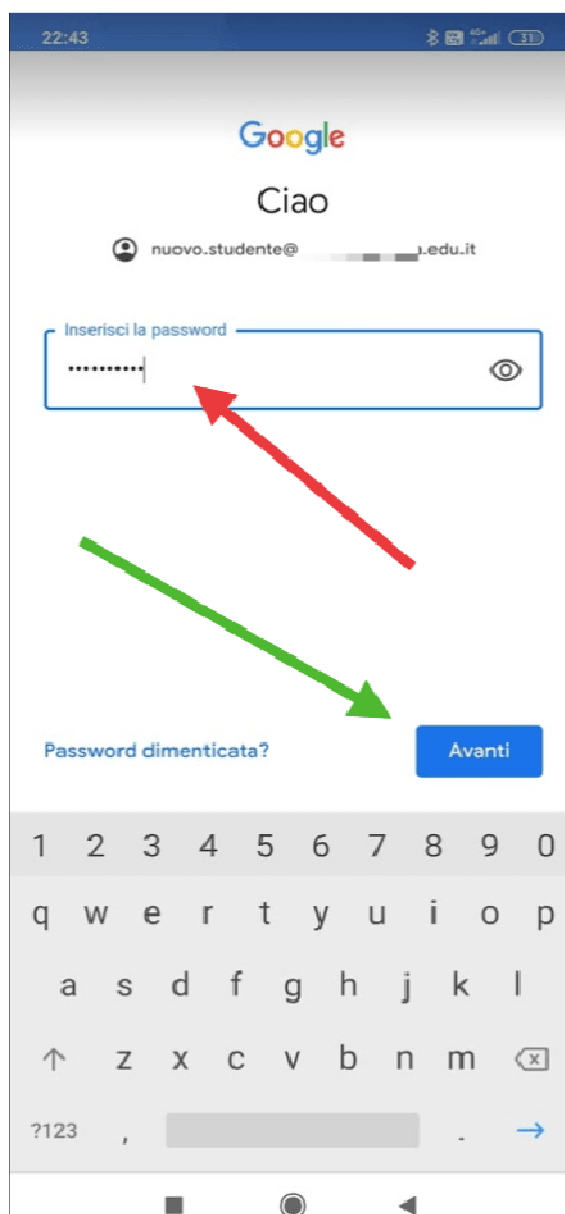 22:43
31
Google
Ciao
nuovo.studente@ a.edu.it
Inserisci la password
••••••••••
Password dimenticata?
Avanti
1 2 3 4 5 6 7 8 9 0
q w e r t y u i o p
a s d f g h j k l
z x c v b n m
?123 , .